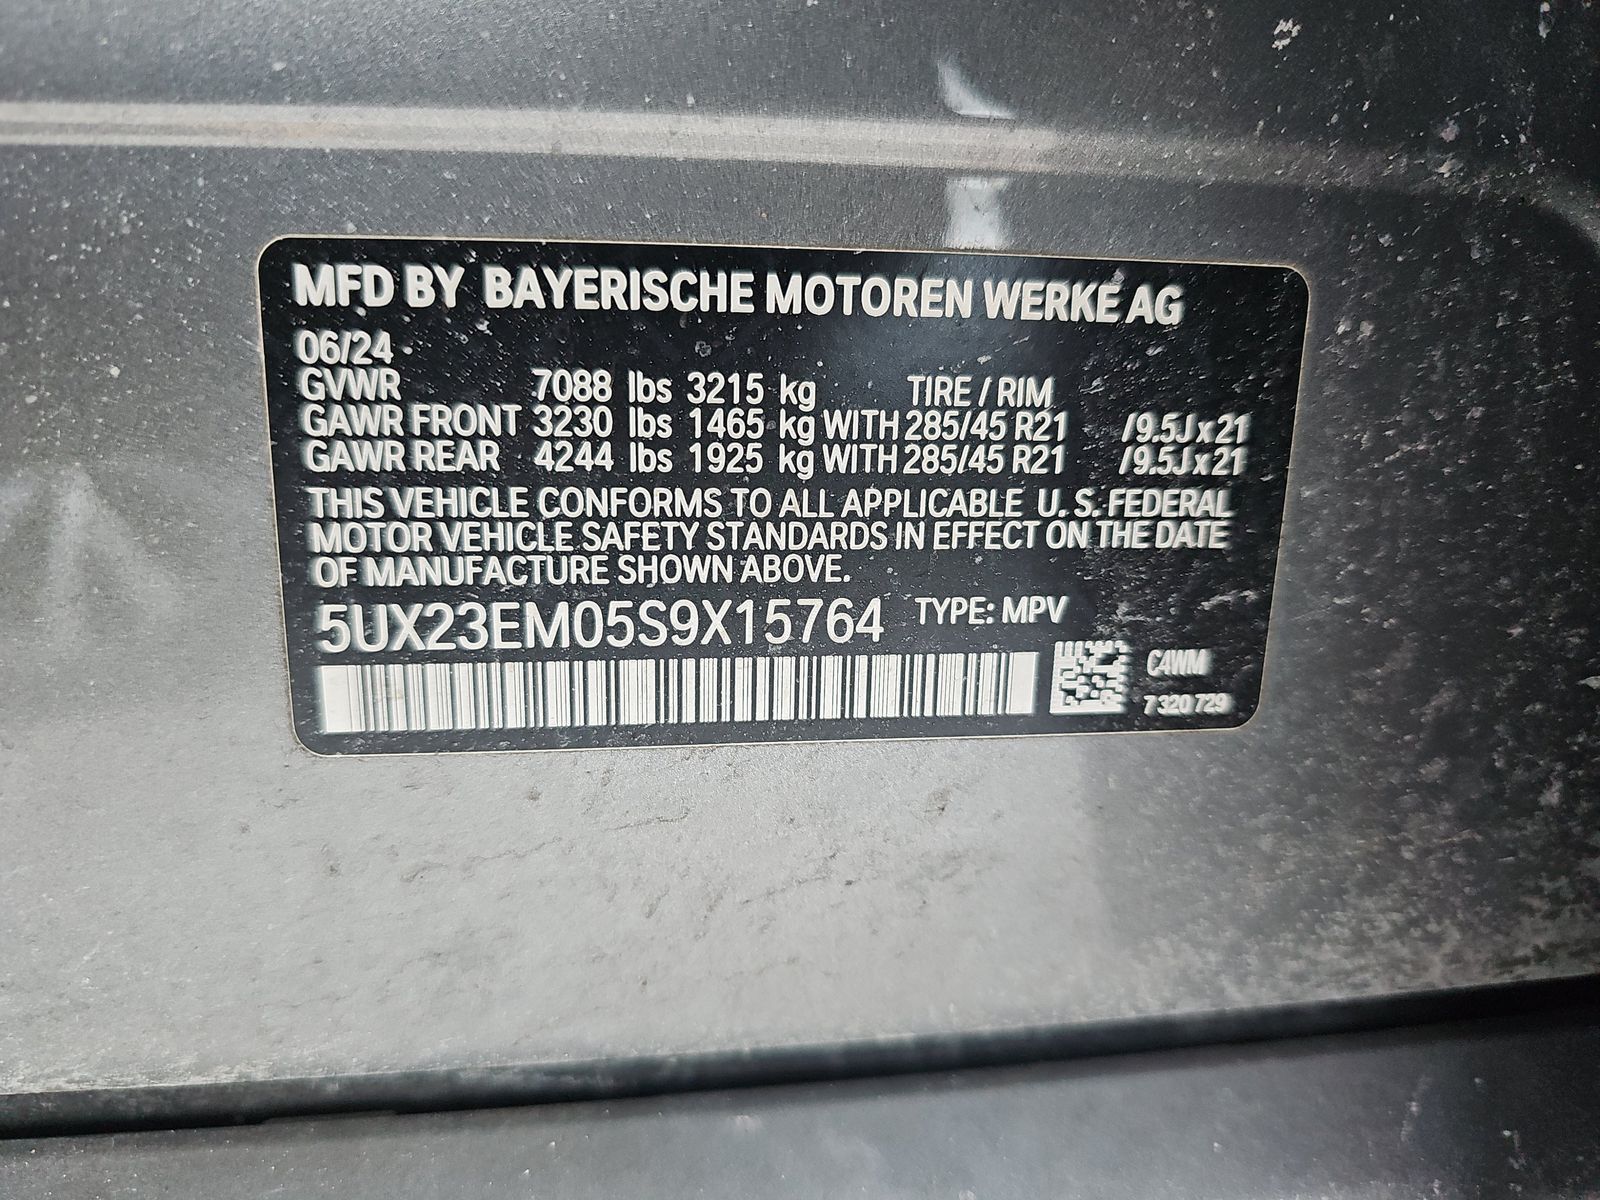 MFD BY BAYERISCHE MOTOREN WERKE AG
06/24
GVWR 7088 lbs 3215 kg TIRE / RIM
GAWR FRONT 3230 lbs 1465 kg WITH 285/45 R21 /9.5J x 21
GAWR REAR 4244 lbs 1925 kg WITH 285/45 R21 /9.5J x 21
THIS VEHICLE CONFORMS TO ALL APPLICABLE U. S. FEDERAL
MOTOR VEHICLE SAFETY STANDARDS IN EFFECT ON THE DATE
OF MANUFACTURE SHOWN ABOVE.
5UX23EM05S9X15764 TYPE: MPV
C4WM
7 320 729